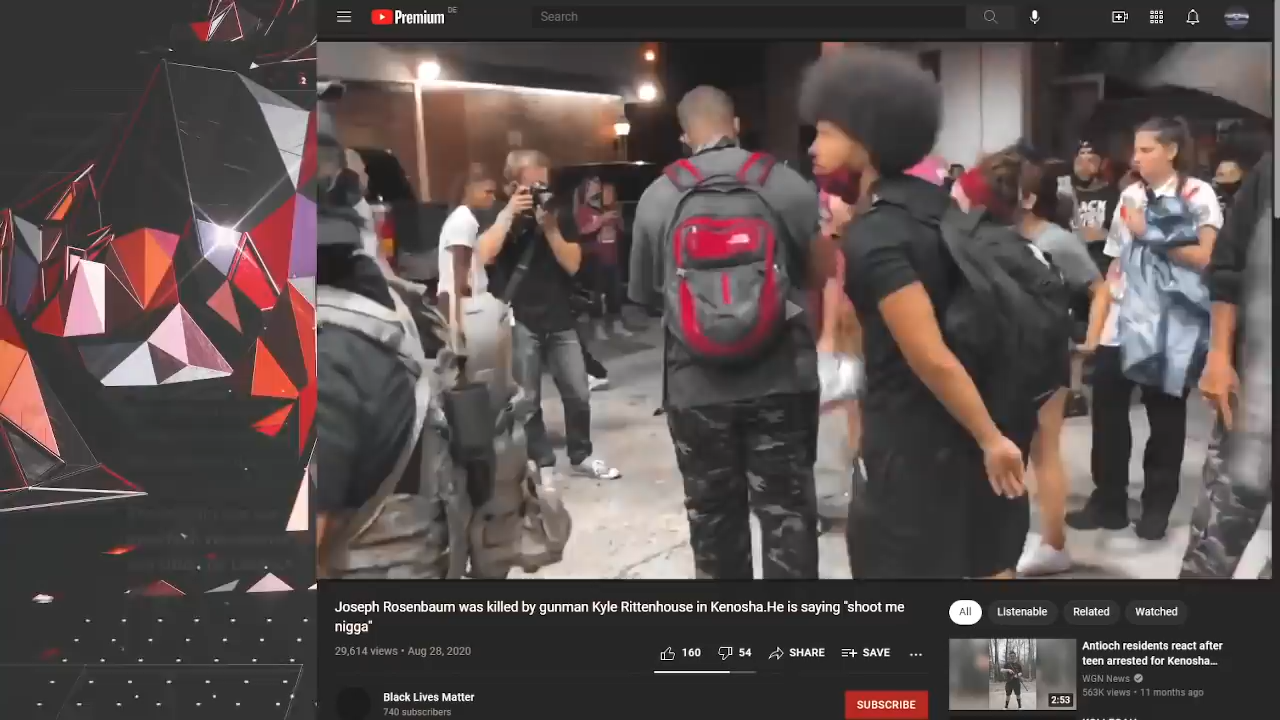 Premium DE
Search
2
BLACK
Joseph Rosenbaum was killed by gunman Kyle Rittenhouse in Kenosha.He is saying "shoot me
nigga"
29,614 views • Aug 28, 2020
160
54
SHARE
SAVE
Black Lives Matter
740 subscribers
SUBSCRIBE
All
Listenable
Related
Watched
Antioch residents react after
teen arrested for Kenosha...
WGN News
563K views • 11 months ago
2:53